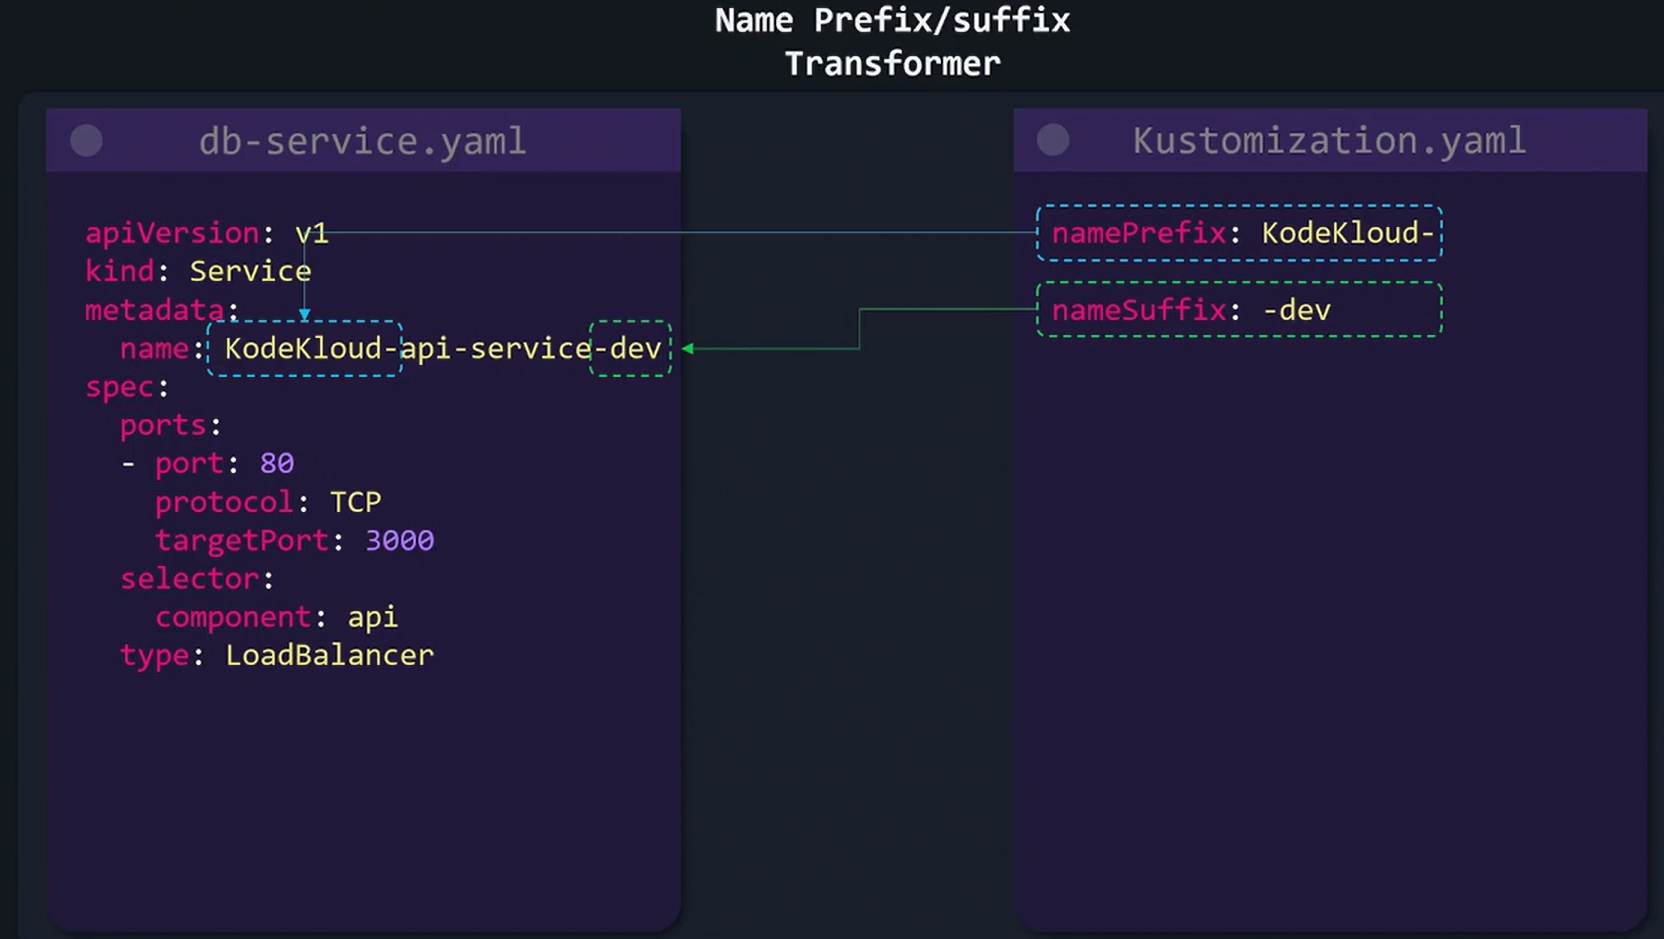 Name Prefix/suffix
Transformer
db-service.yaml
apiVersion: v1
kind: Service
metadata:
  name: KodeKloud-api-service-dev
spec:
  ports:
  - port: 80
    protocol: TCP
    targetPort: 3000
  selector:
    component: api
  type: LoadBalancer
Kustomization.yaml
namePrefix: KodeKloud-
nameSuffix: -dev